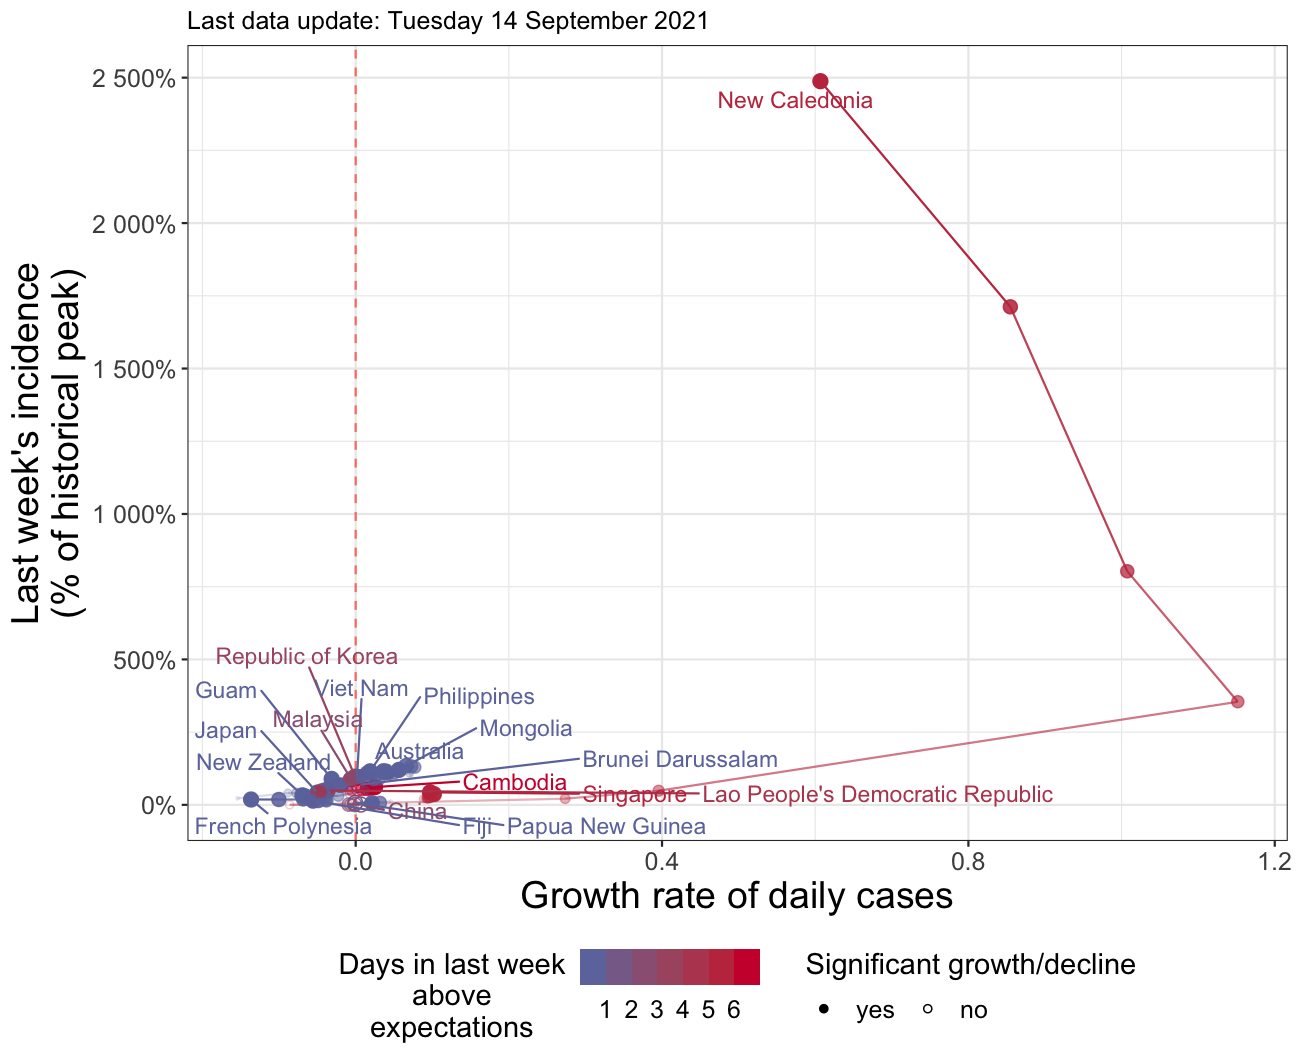 Last data update: Tuesday 14 September 2021
2 500%
2 000%
1 500%
1 000%
500%
0%
Last week's incidence
(% of historical peak)
New Caledonia
Republic of Korea
Guam
Viet Nam
Philippines
Malaysia
Japan
Mongolia
Australia
New Zealand
Brunei Darussalam
Cambodia
Singapore
Lao People's Democratic Republic
China
French Polynesia
Fiji
Papua New Guinea
0.0
0.4
0.8
1.2
Growth rate of daily cases
Days in last week
above
expectations
1 2 3 4 5 6
Significant growth/decline
yes
no